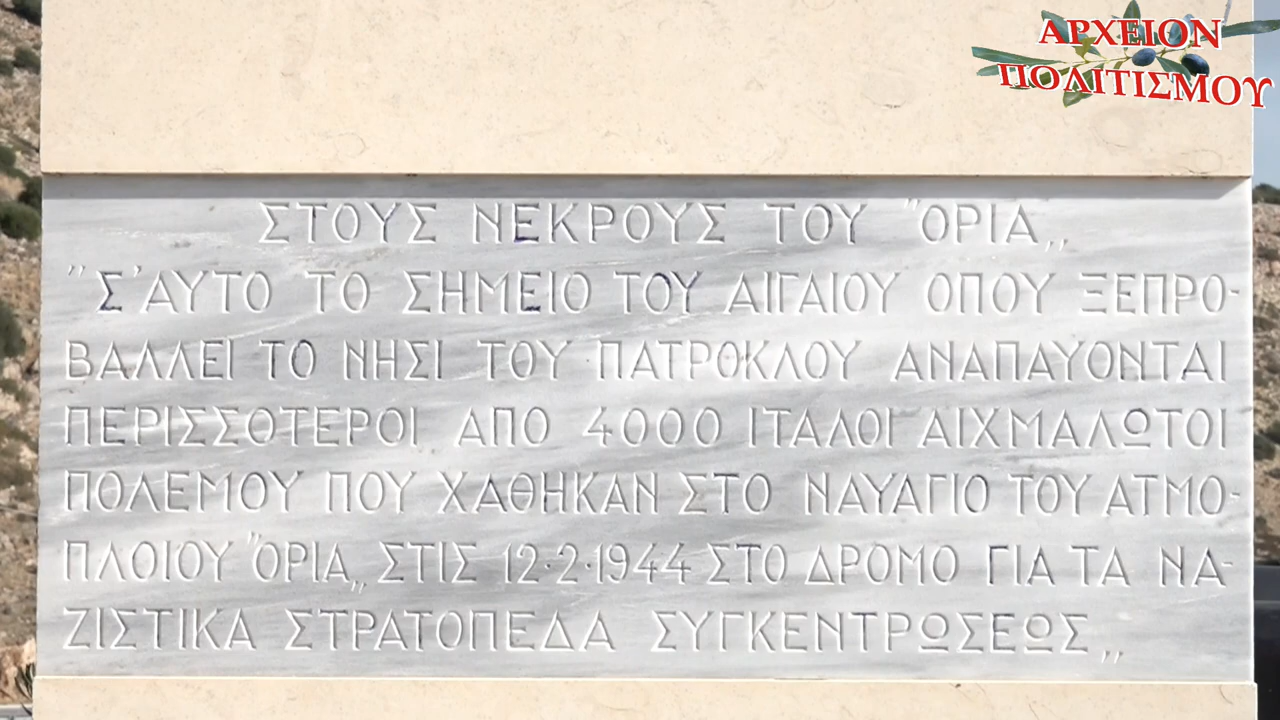 ΑΡΧΕΙΟΝ
ΠΟΛΙΤΙΣΜΟΥ
ΣΤΟΥΣ ΝΕΚΡΟΥΣ ΤΟΥ "ΟΡΙΑ,,
"Σ'ΑΥΤΟ ΤΟ ΣΗΜΕΙΟ ΤΟΥ ΑΙΓΑΙΟΥ ΟΠΟΥ ΞΕΠΡΟ-
ΒΑΛΛΕΙ ΤΟ ΝΗΣΙ ΤΟΥ ΠΑΤΡΟΚΛΟΥ ΑΝΑΠΑΥΟΝΤΑΙ
ΠΕΡΙΣΣΟΤΕΡΟΙ ΑΠΟ 4000 ΙΤΑΛΟΙ ΑΙΧΜΑΛΩΤΟΙ
ΠΟΛΕΜΟΥ ΠΟΥ ΧΑΘΗΚΑΝ ΣΤΟ ΝΑΥΑΓΙΟ ΤΟΥ ΑΤΜΟ-
ΠΛΟΙΟΥ "ΟΡΙΑ,, ΣΤΙΣ 12·2·1944 ΣΤΟ ΔΡΟΜΟ ΓΙΑ ΤΑ ΝΑ-
ΖΙΣΤΙΚΑ ΣΤΡΑΤΟΠΕΔΑ ΣΥΓΚΕΝΤΡΩΣΕΩΣ,,